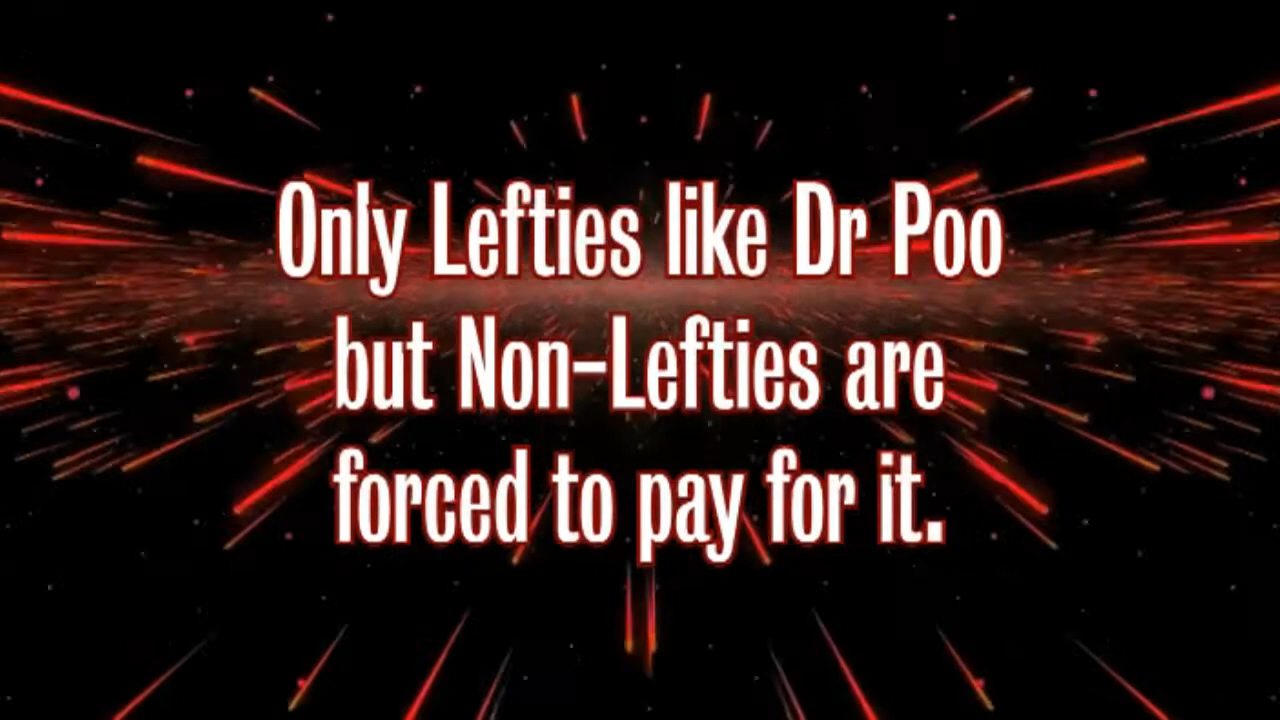 Only Lefties like Dr Poo
but Non-Lefties are
forced to pay for it.